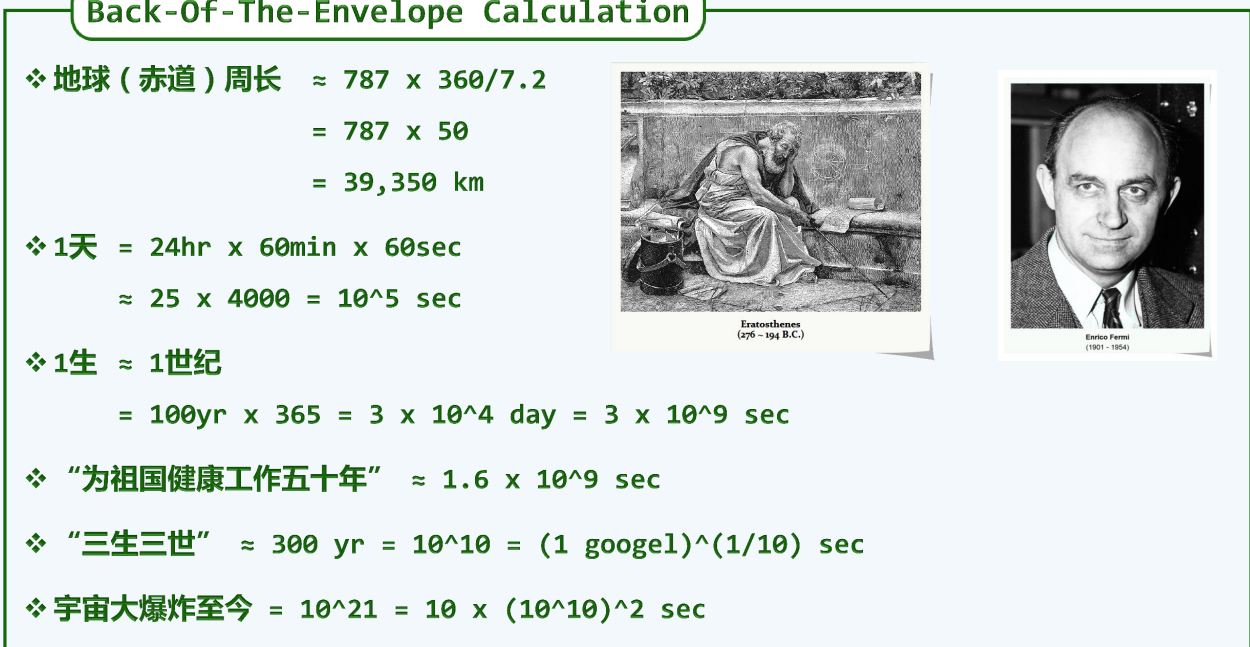 Back-Of-The-Envelope Calculation
❖地球（赤道）周长 ≈ 787 x 360/7.2
= 787 x 50
= 39,350 km
❖1天 = 24hr x 60min x 60sec
≈ 25 x 4000 = 10^5 sec
❖1生 ≈ 1世纪
= 100yr x 365 = 3 x 10^4 day = 3 x 10^9 sec
❖“为祖国健康工作五十年” ≈ 1.6 x 10^9 sec
❖“三生三世” ≈ 300 yr = 10^10 = (1 googel)^(1/10) sec
❖宇宙大爆炸至今 = 10^21 = 10 x (10^10)^2 sec
Eratosthenes
(276 – 194 B.C.)
Enrico Fermi
(1901 - 1954)